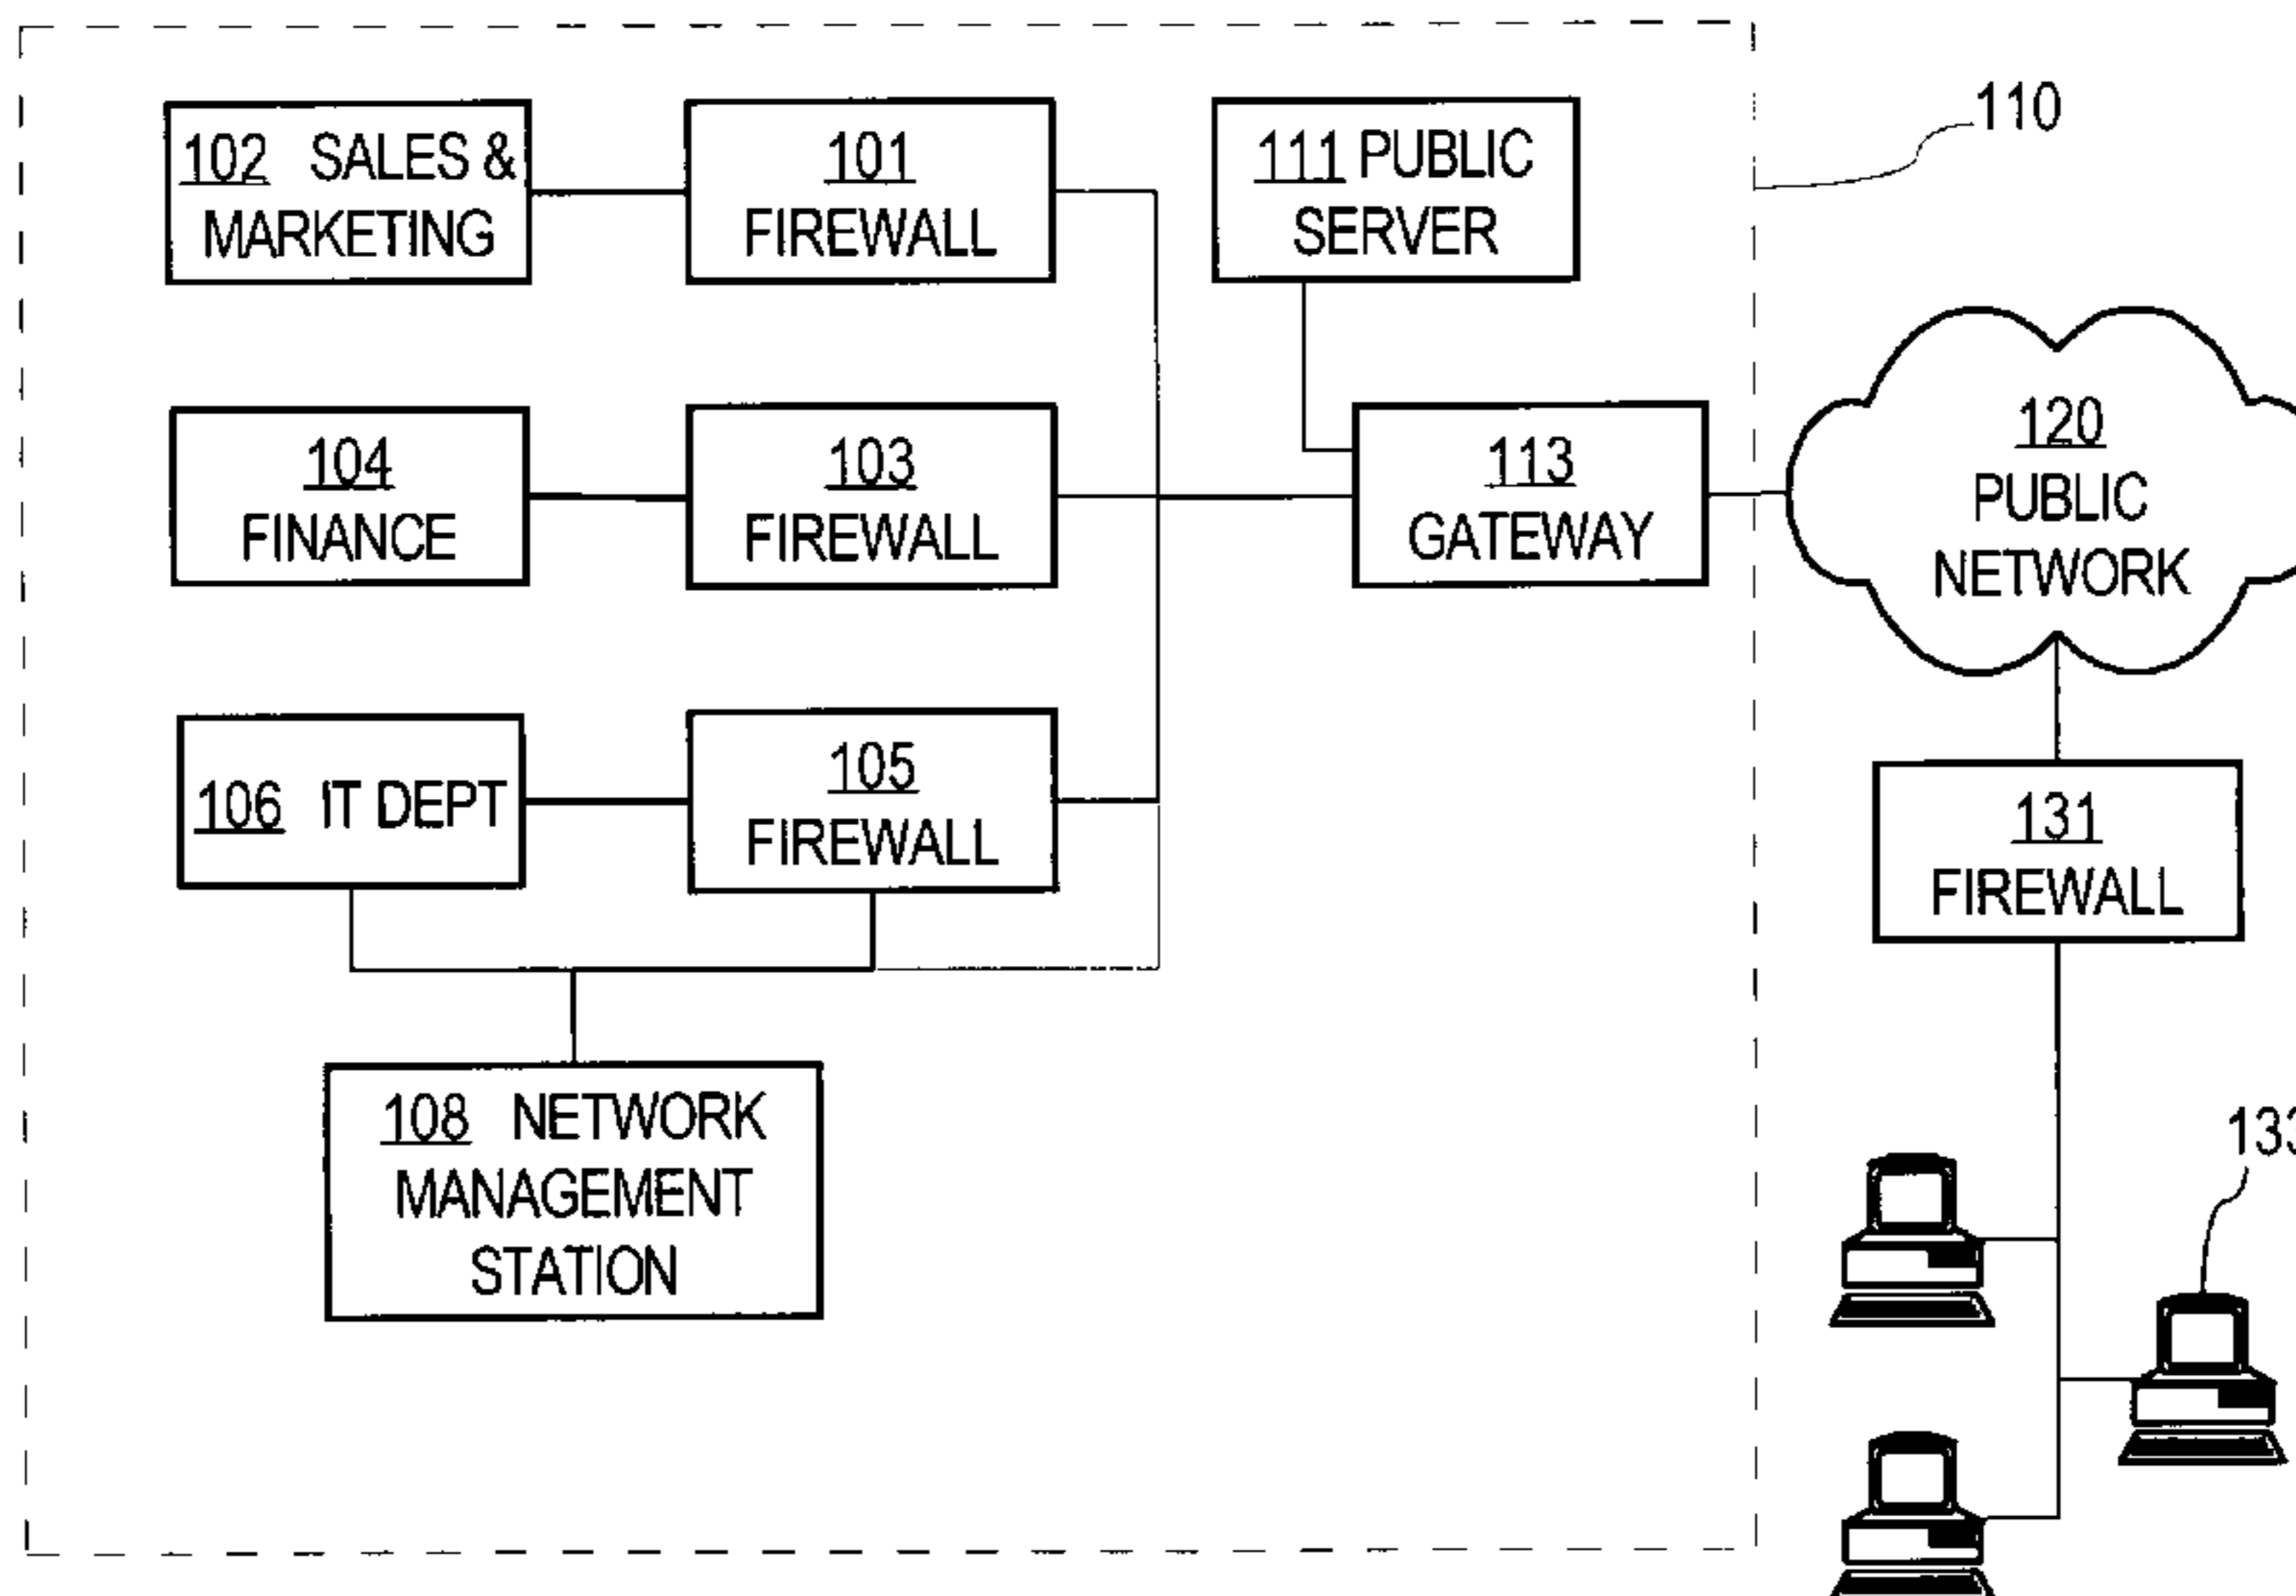 110
102 SALES &
MARKETING
101
FIREWALL
111 PUBLIC
SERVER
104
FINANCE
103
FIREWALL
113
GATEWAY
120
PUBLIC
NETWORK
106 IT DEPT
105
FIREWALL
131
FIREWALL
108 NETWORK
MANAGEMENT
STATION
133